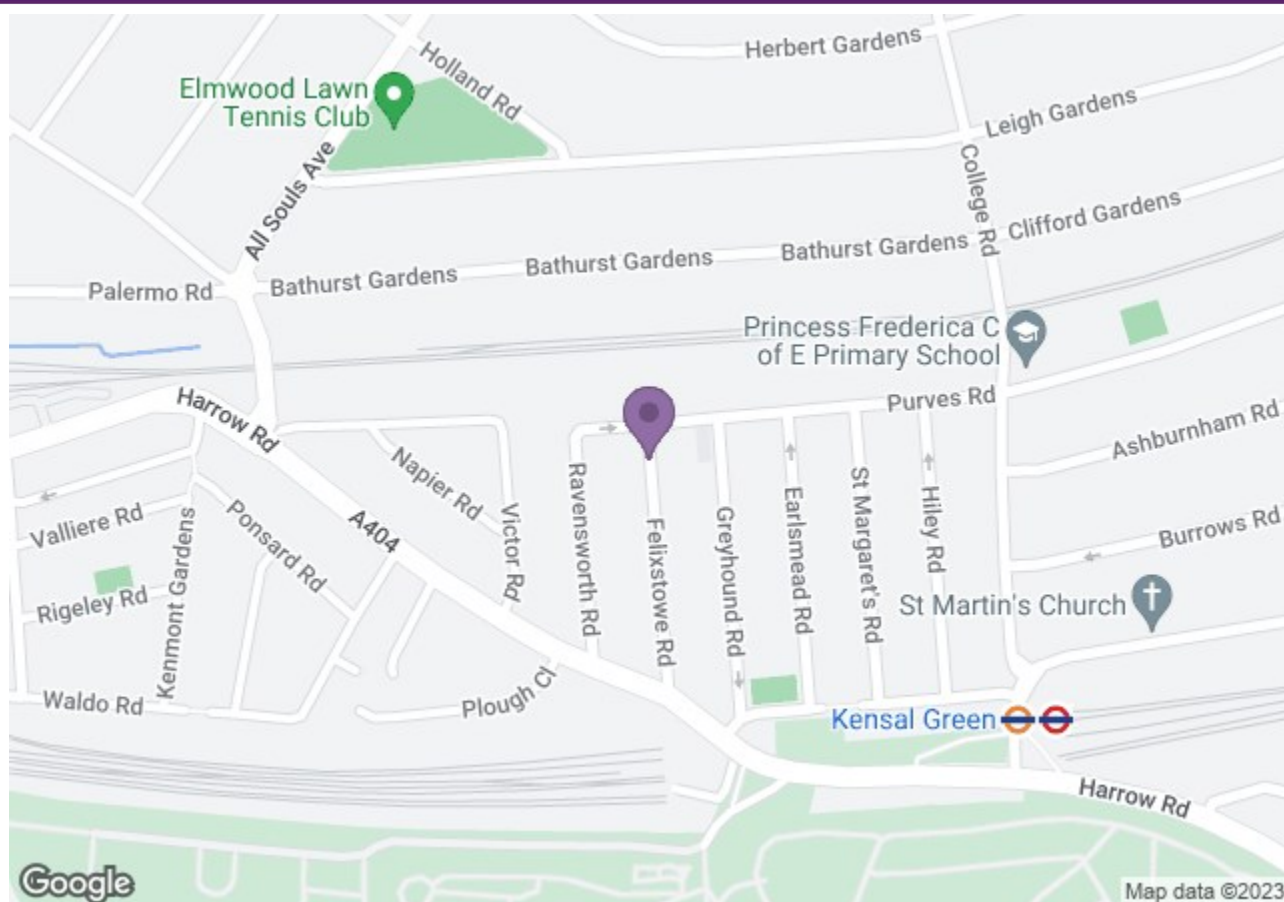 Herbert Gardens
Holland Rd
Elmwood Lawn
Tennis Club
Leigh Gardens
All Souls Ave
College Rd
Clifford Gardens
Bathurst Gardens
Bathurst Gardens
Bathurst Gardens
Palermo Rd
Princess Frederica C
of E Primary School
Purves Rd
Harrow Rd
Ashburnham Rd
Napier Rd
Victor Rd
Ravensworth Rd
Felixstowe Rd
Greyhound Rd
Earlsmead Rd
St Margaret's Rd
Hiley Rd
Valliere Rd
Ponsard Rd
A404
Burrows Rd
Kenmont Gardens
Rigeley Rd
St Martin's Church
Waldo Rd
Plough Cl
Kensal Green
Harrow Rd
Google
Map data ©2023